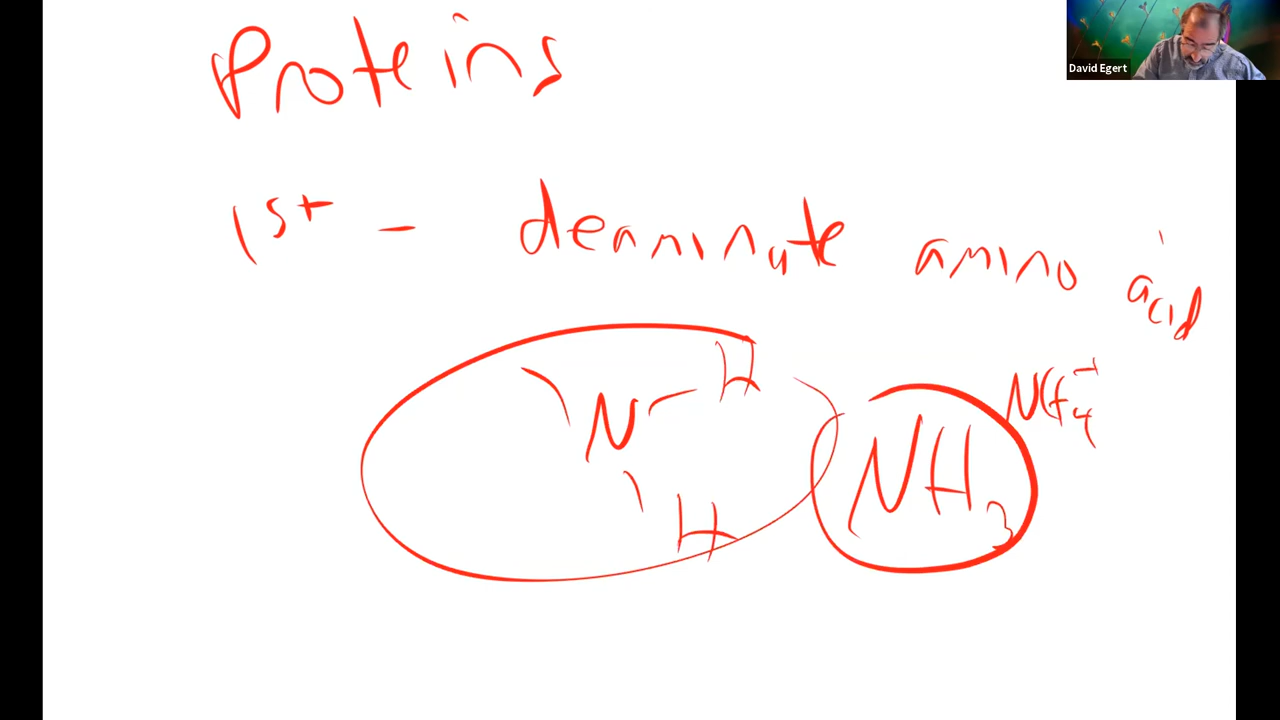 David Egert
Proteins
1st - deaminate amino acid
N-H
NH4+
NH3
H